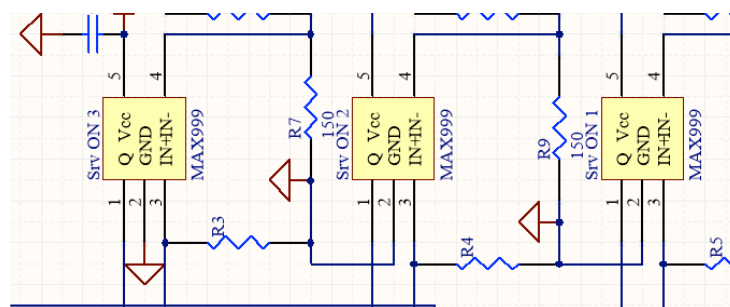 5
4
Srv ON 3
Q Vcc
GND
IN+IN-
MAX999
1
2
3
R3
R7
150
5
4
Srv ON 2
Q Vcc
GND
IN+IN-
MAX999
1
2
3
R4
R9
150
5
4
Srv ON 1
Q Vcc
GND
IN+IN-
MAX999
1
2
3
R5